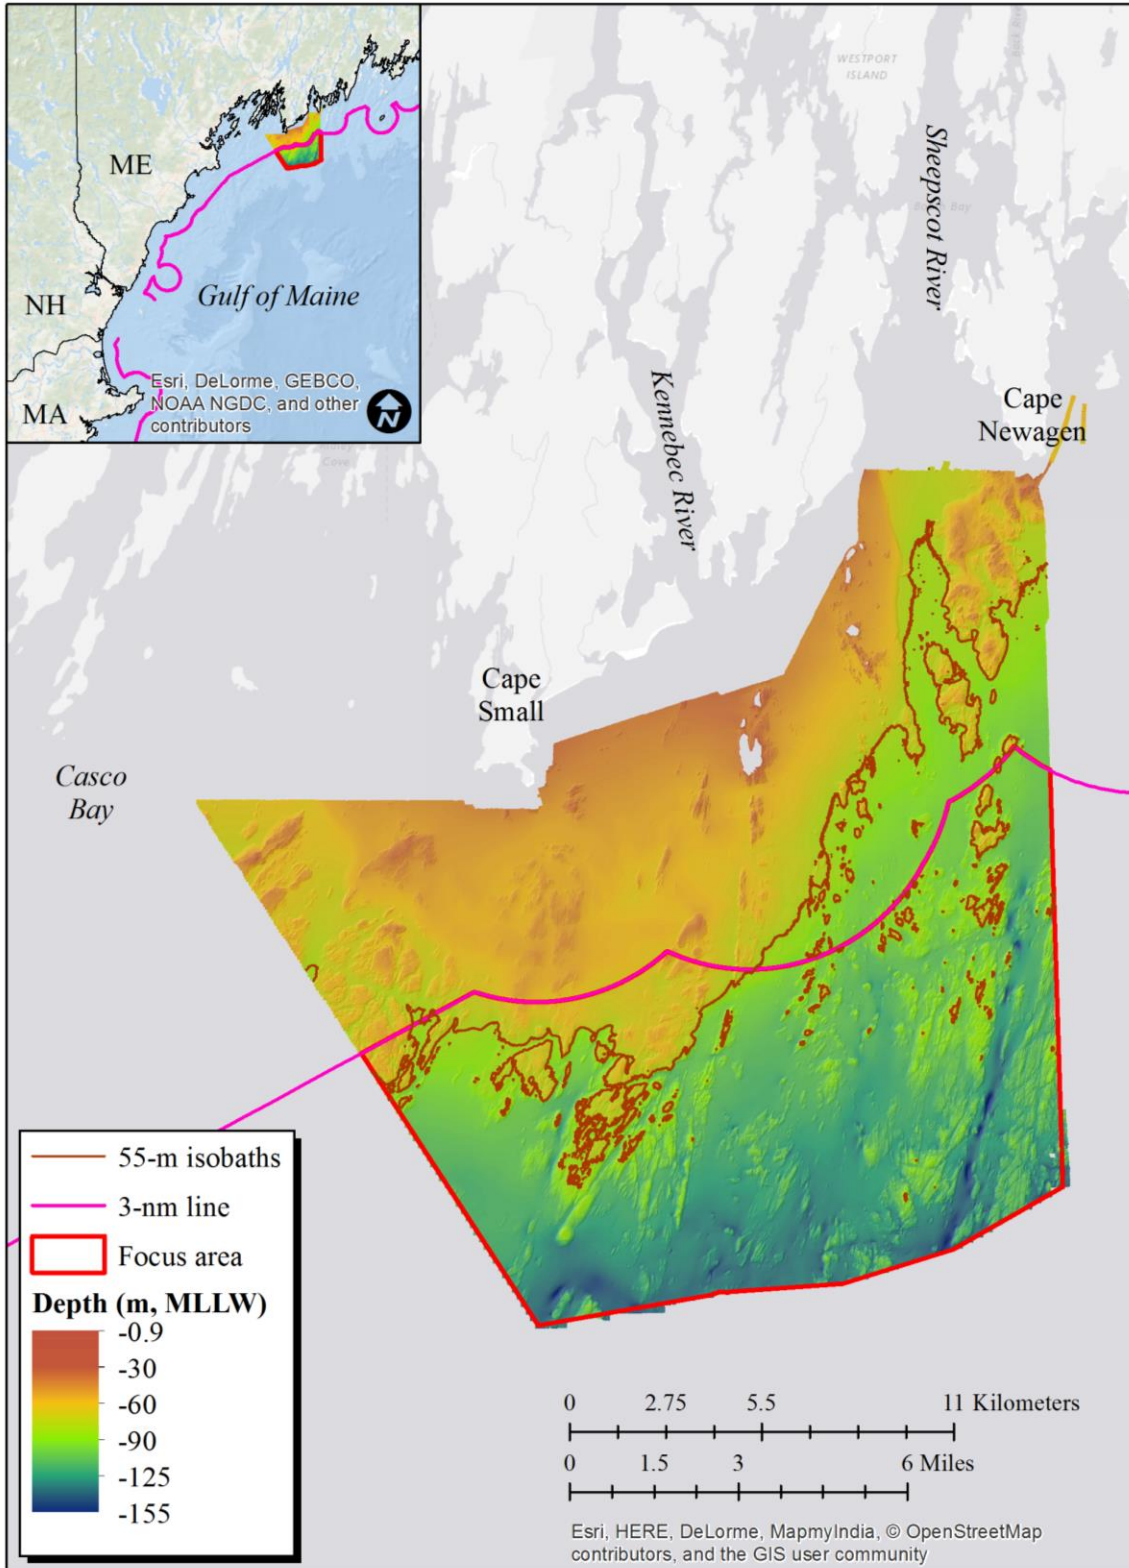 ME
NH
MA
Gulf of Maine
Esri, DeLorme, GEBCO,
NOAA NGDC, and other
contributors
N
WESTPORT
ISLAND
Sheepscot River
Kennebec River
Cape
Newagen
Cape
Small
Casco
Bay
55-m isobaths
3-nm line
Focus area
Depth (m, MLLW)
-0.9
-30
-60
-90
-125
-155
0 2.75 5.5 11 Kilometers
0 1.5 3 6 Miles
Esri, HERE, DeLorme, MapmyIndia, © OpenStreetMap
contributors, and the GIS user community